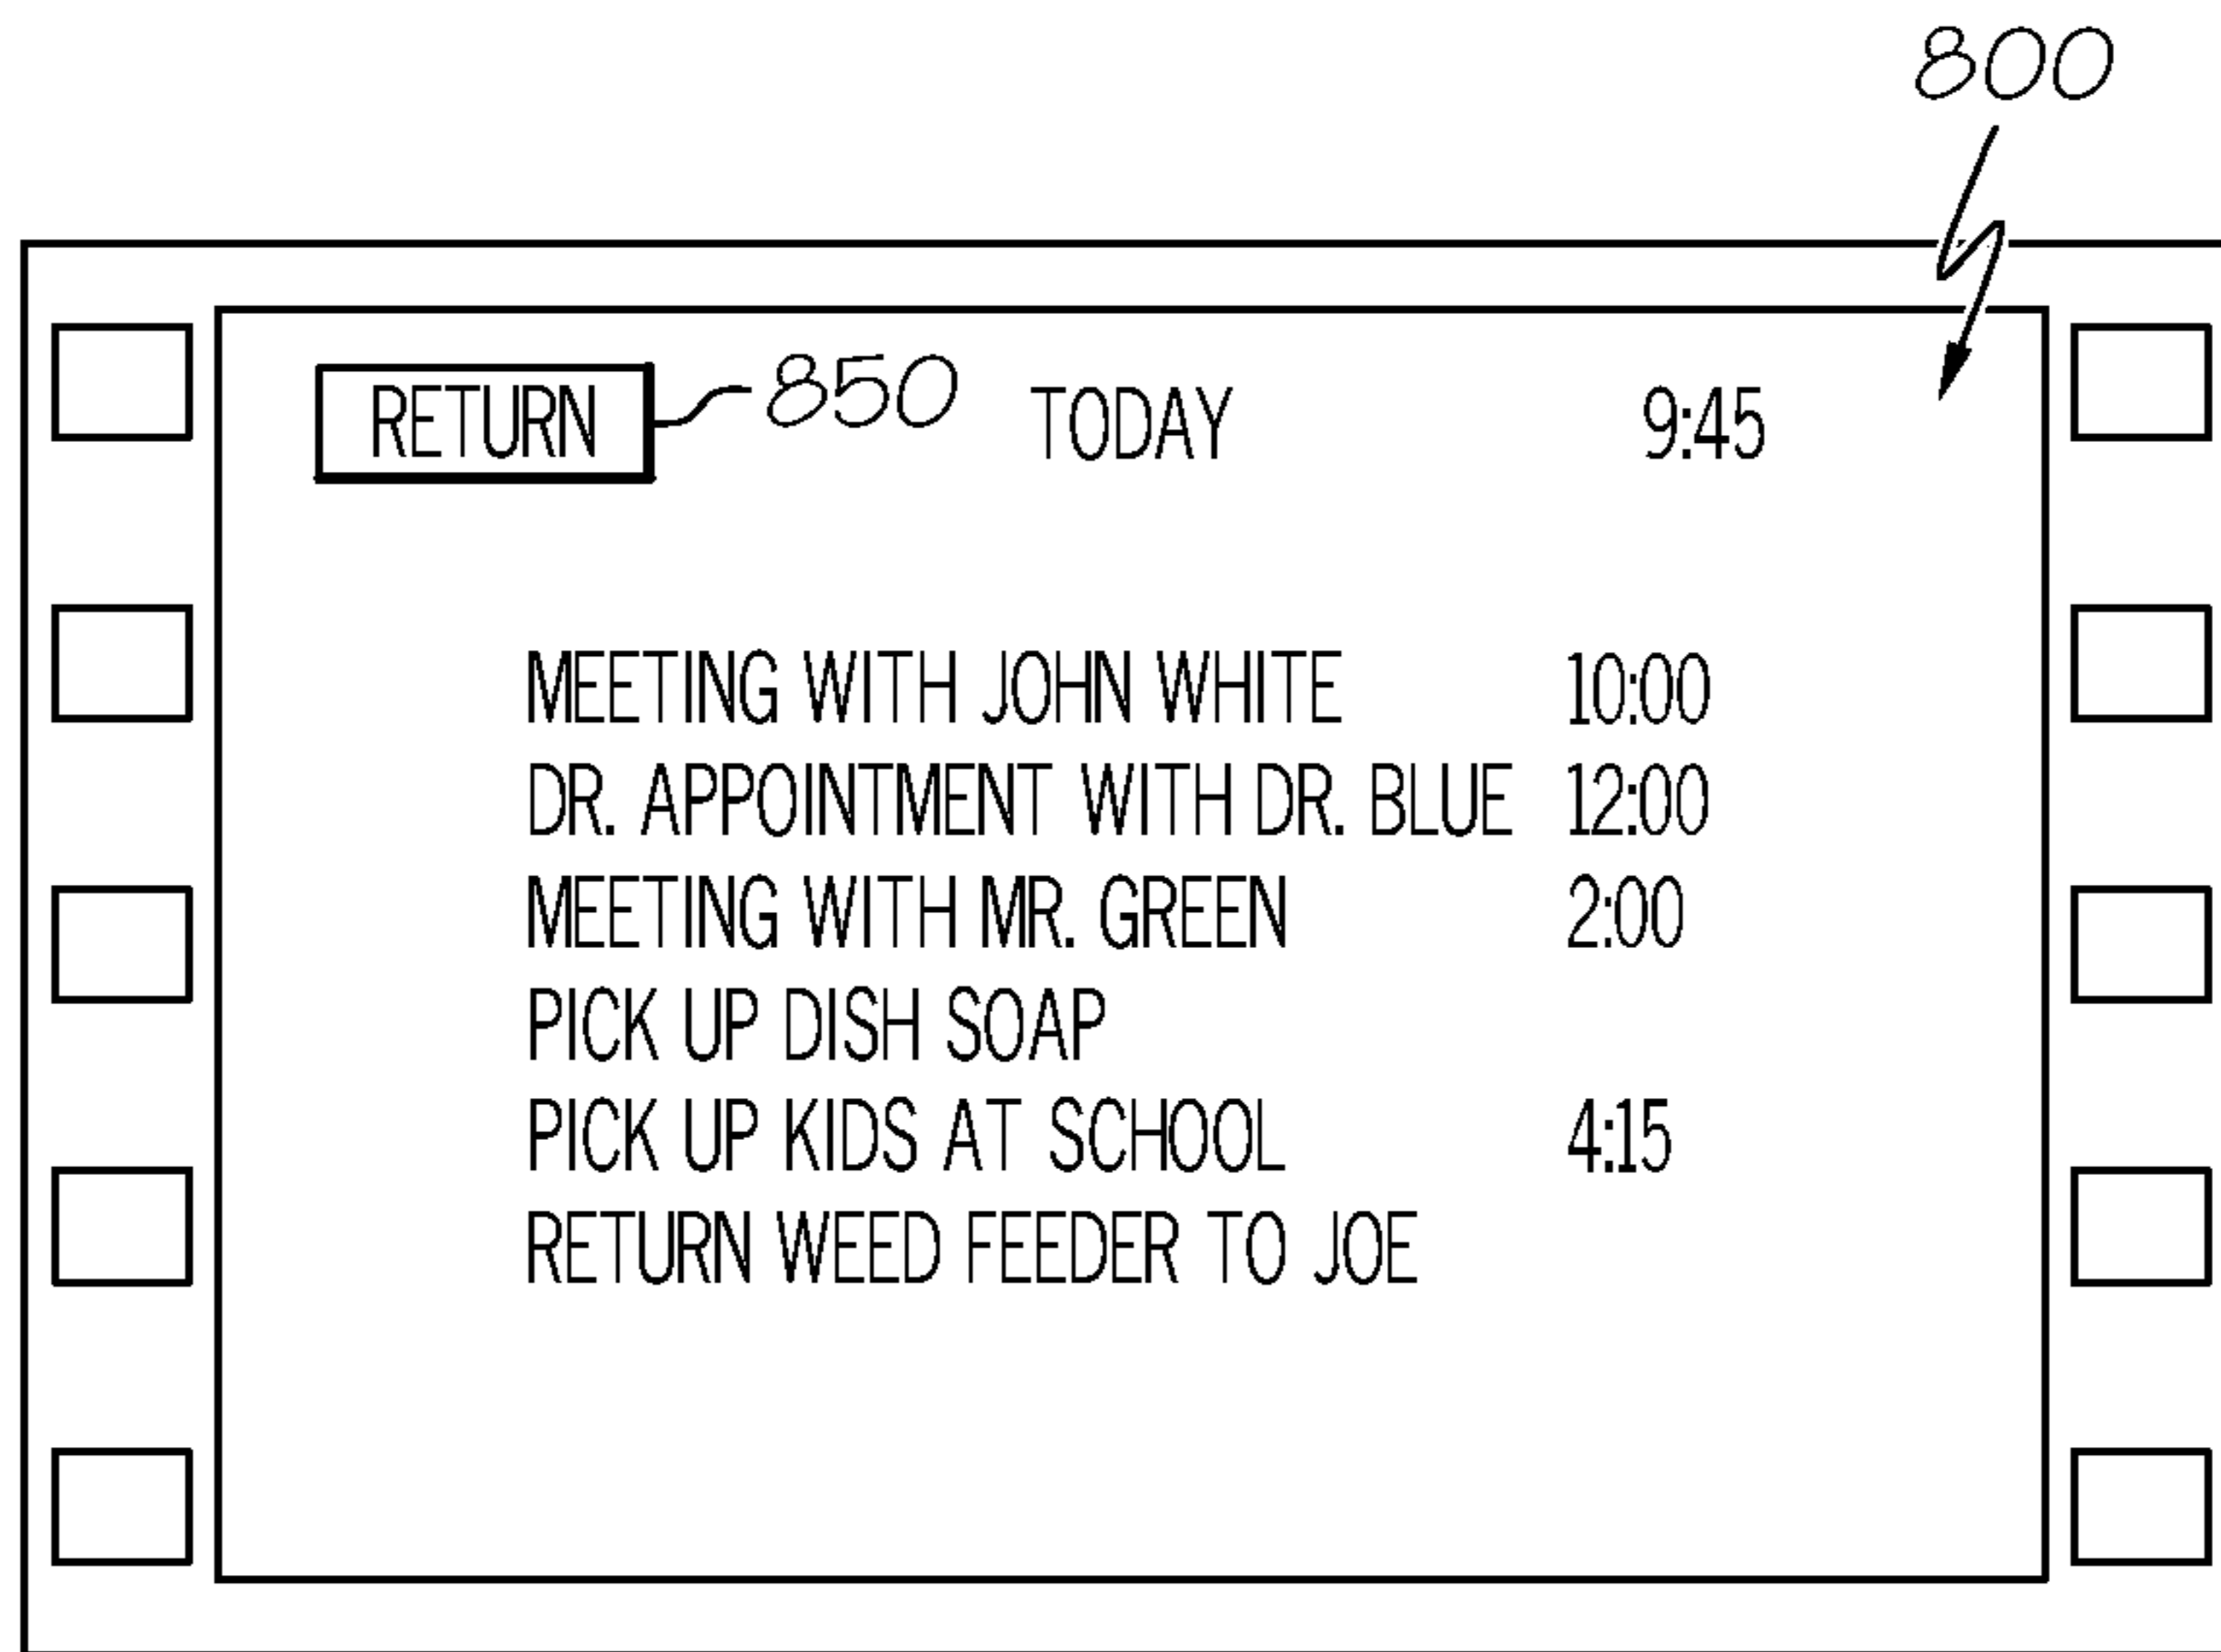 800
RETURN 850 TODAY 9:45
MEETING WITH JOHN WHITE 10:00
DR. APPOINTMENT WITH DR. BLUE 12:00
MEETING WITH MR. GREEN 2:00
PICK UP DISH SOAP
PICK UP KIDS AT SCHOOL 4:15
RETURN WEED FEEDER TO JOE